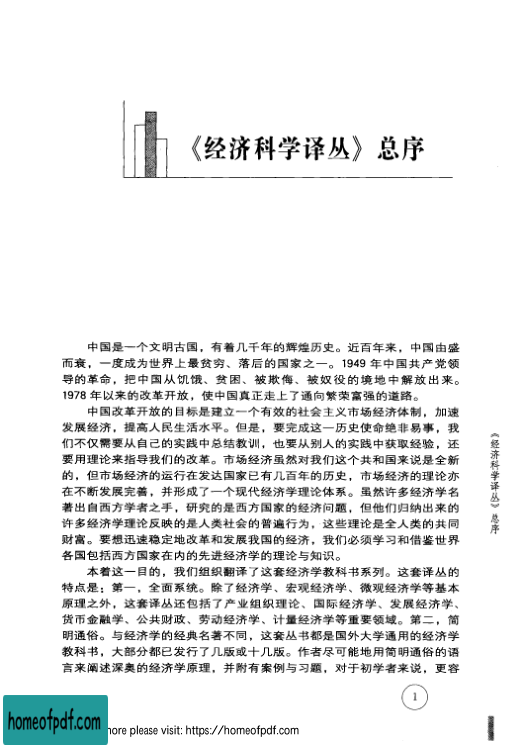 《经济科学译丛》总序
中国是一个文明古国，有着几千年的辉煌历史。近百年来，中国由盛
而衰，一度成为世界上最贫穷、落后的国家之一。1949 年中国共产党领
导的革命，把中国从饥饿、贫困、被欺侮、被奴役的境地中解放出来。
1978 年以来的改革开放，使中国真正走上了通向繁荣富强的道路。
中国改革开放的目标是建立一个有效的社会主义市场经济体制，加速
发展经济，提高人民生活水平。但是，要完成这一历史使命绝非易事，我
们不仅需要从自己的实践中总结教训，也要从别人的实践中获取经验，还
要用理论来指导我们的改革。市场经济虽然对我们这个共和国来说是全新
的，但市场经济的运行在发达国家已有几百年的历史，市场经济的理论亦
在不断发展完善，并形成了一个现代经济学理论体系。虽然许多经济学名
著出自西方学者之手，研究的是西方国家的经济问题，但他们归纳出来的
许多经济学理论反映的是人类社会的普遍行为，这些理论是全人类的共同
财富。要想迅速稳定地改革和发展我国的经济，我们必须学习和借鉴世界
各国包括西方国家在内的先进经济学的理论与知识。
本着这一目的，我们组织翻译了这套经济学教科书系列。这套译丛的
特点是：第一，全面系统。除了经济学、宏观经济学、微观经济学等基本
原理之外，这套译丛还包括了产业组织理论、国际经济学、发展经济学、
货币金融学、公共财政、劳动经济学、计量经济学等重要领域。第二，简
明通俗。与经济学的经典名著不同，这套丛书都是国外大学通用的经济学
教科书，大部分都已发行了几版或十几版。作者尽可能地用简明通俗的语
言来阐述深奥的经济学原理，并附有案例与习题，对于初学者来说，更容
《经济科学译丛》总序
1
homeofpdf.com
ore please visit: https://homeofpdf.com